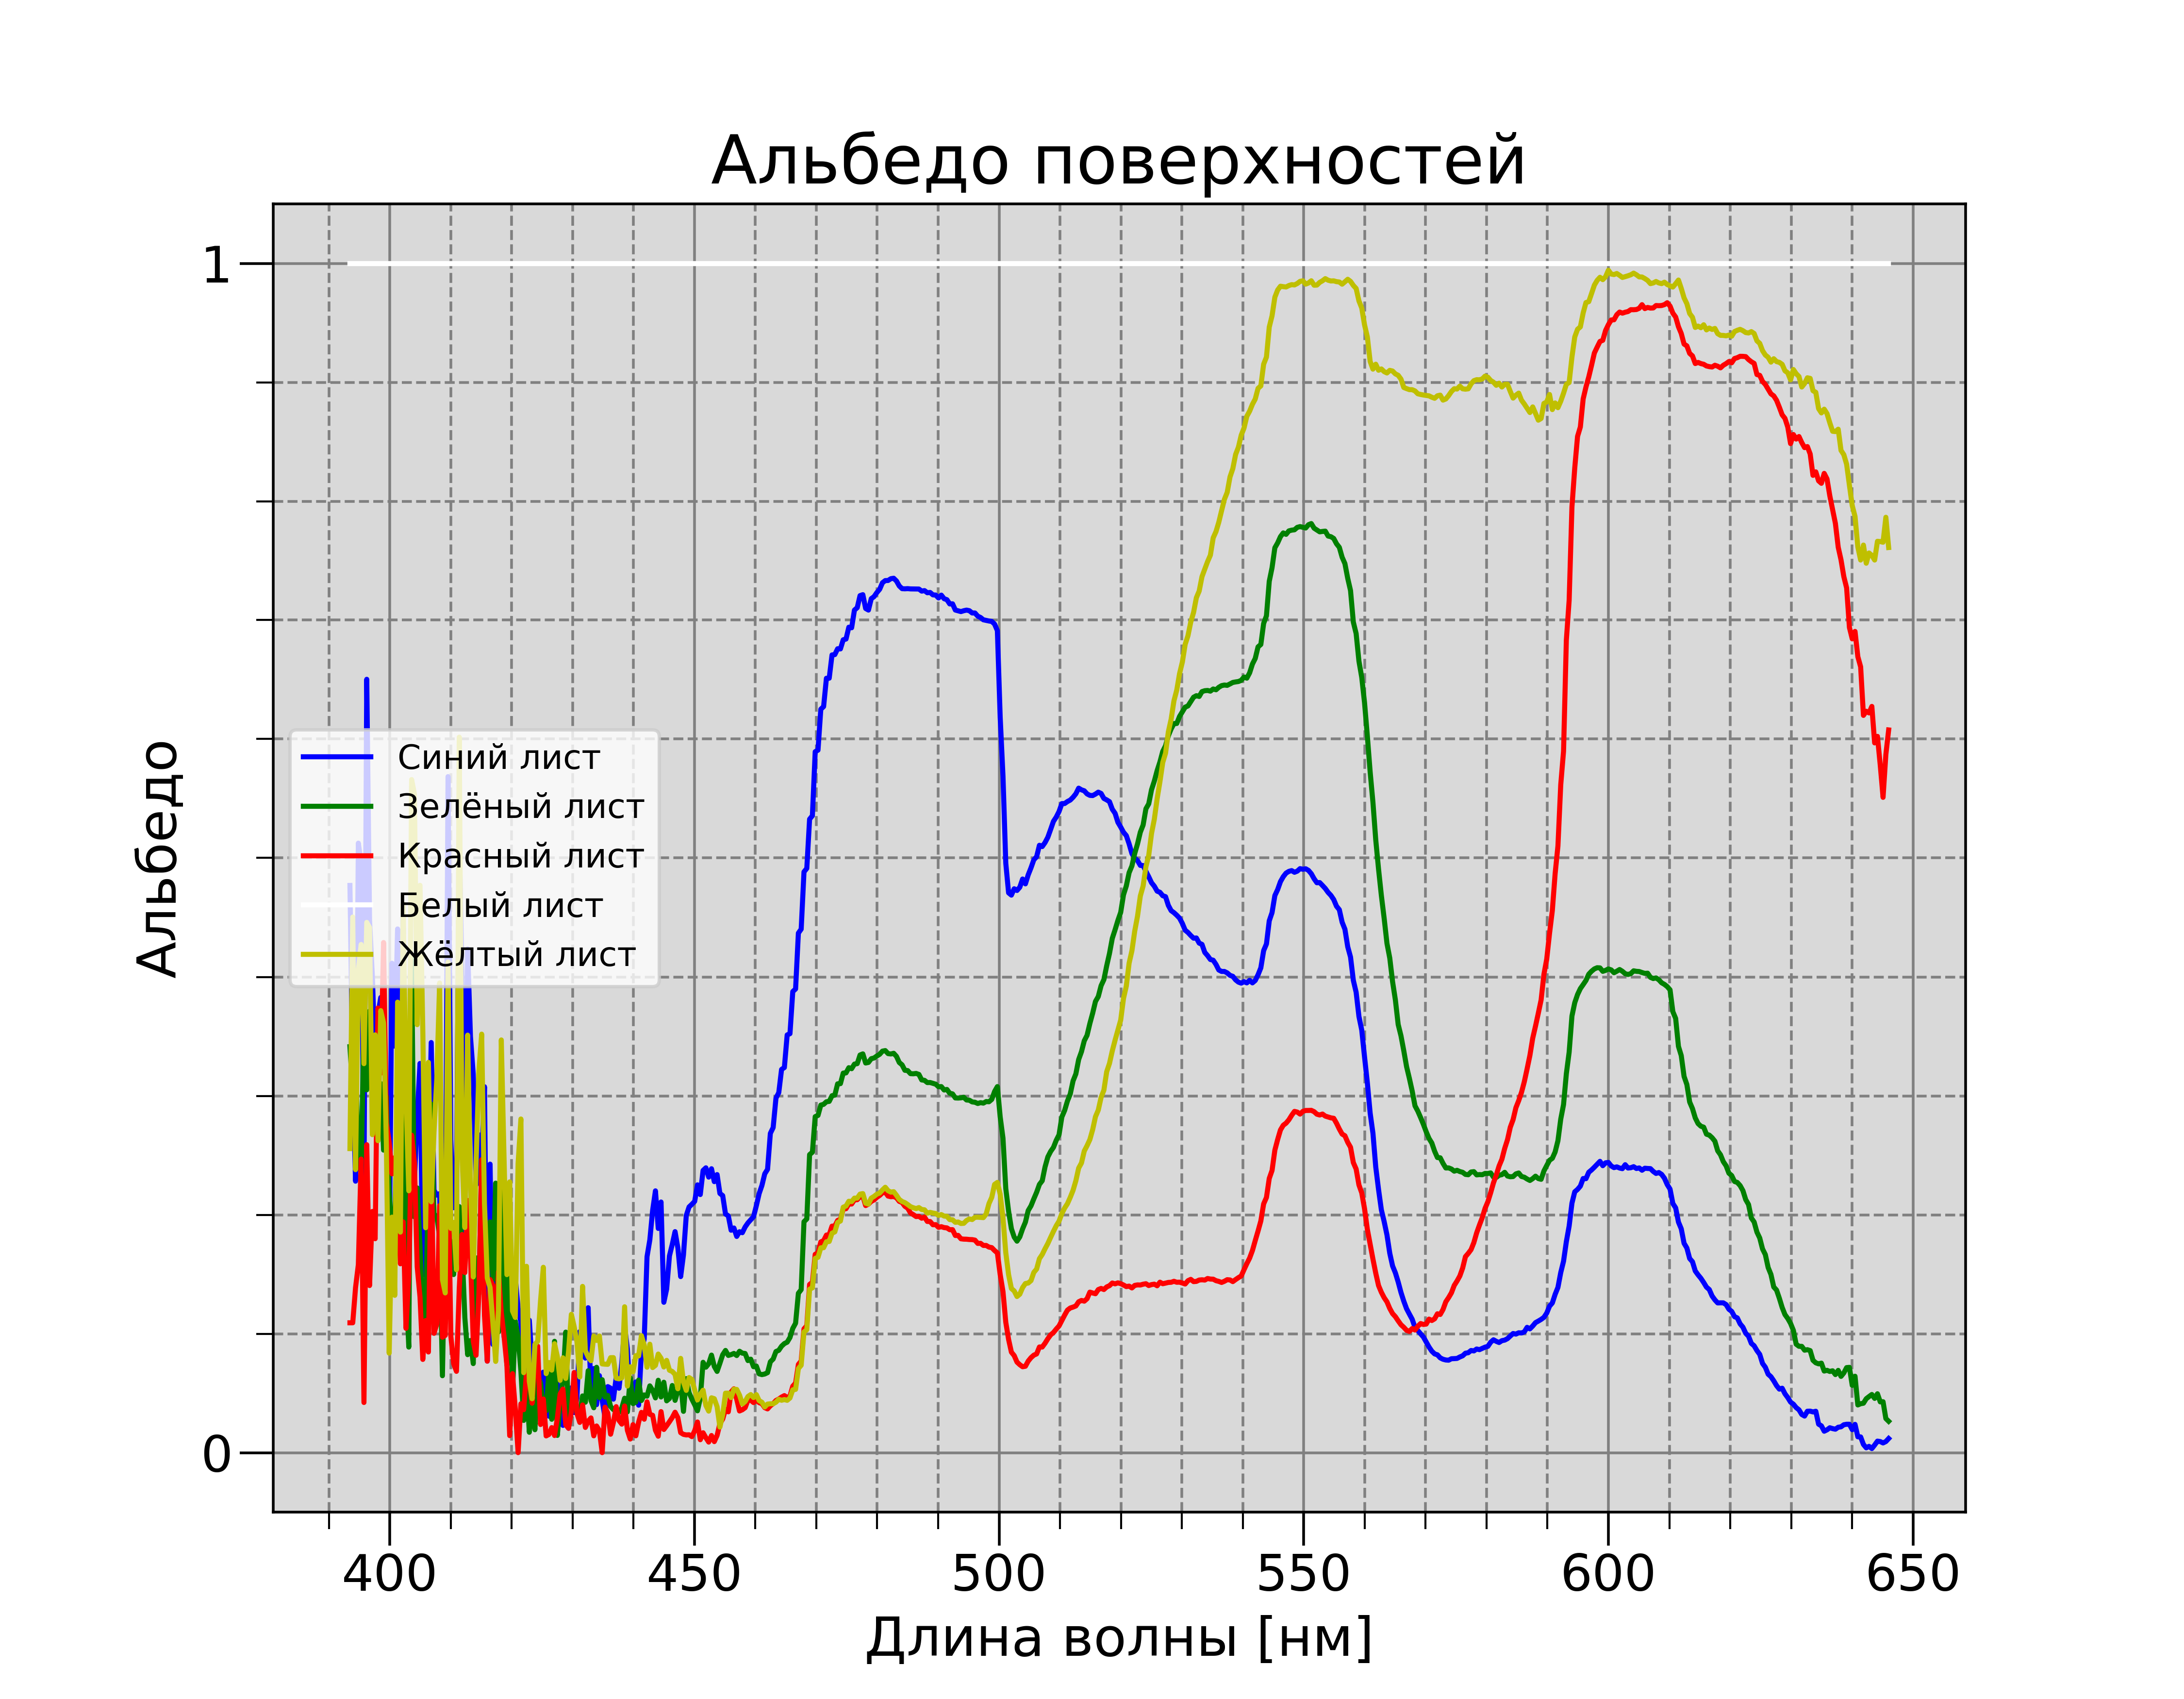 Альбедо поверхностей
1
Альбедо
Синий лист
Зелёный лист
Красный лист
Белый лист
Жёлтый лист
0
400 450 500 550 600 650
Длина волны [нм]